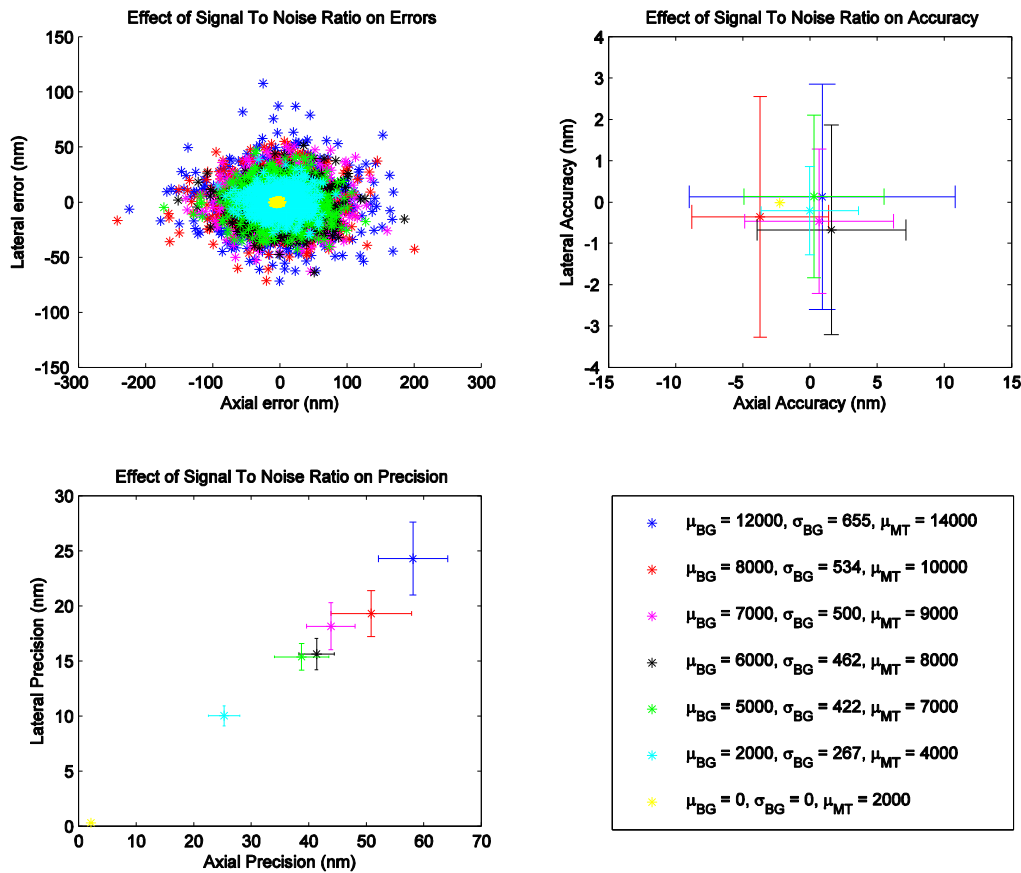 Effect of Signal To Noise Ratio on Errors
150
100
50
0
-50
-100
-150
-300
-200
-100
0
100
200
300
Lateral error (nm)
Axial error (nm)
Effect of Signal To Noise Ratio on Accuracy
4
3
2
1
0
-1
-2
-3
-4
-15
-10
-5
0
5
10
15
Lateral Accuracy (nm)
Axial Accuracy (nm)
Effect of Signal To Noise Ratio on Precision
30
25
20
15
10
5
0
0
10
20
30
40
50
60
70
Lateral Precision (nm)
Axial Precision (nm)
μBG = 12000, σBG = 655, μMT = 14000
μBG = 8000, σBG = 534, μMT = 10000
μBG = 7000, σBG = 500, μMT = 9000
μBG = 6000, σBG = 462, μMT = 8000
μBG = 5000, σBG = 422, μMT = 7000
μBG = 2000, σBG = 267, μMT = 4000
μBG = 0, σBG = 0, μMT = 2000